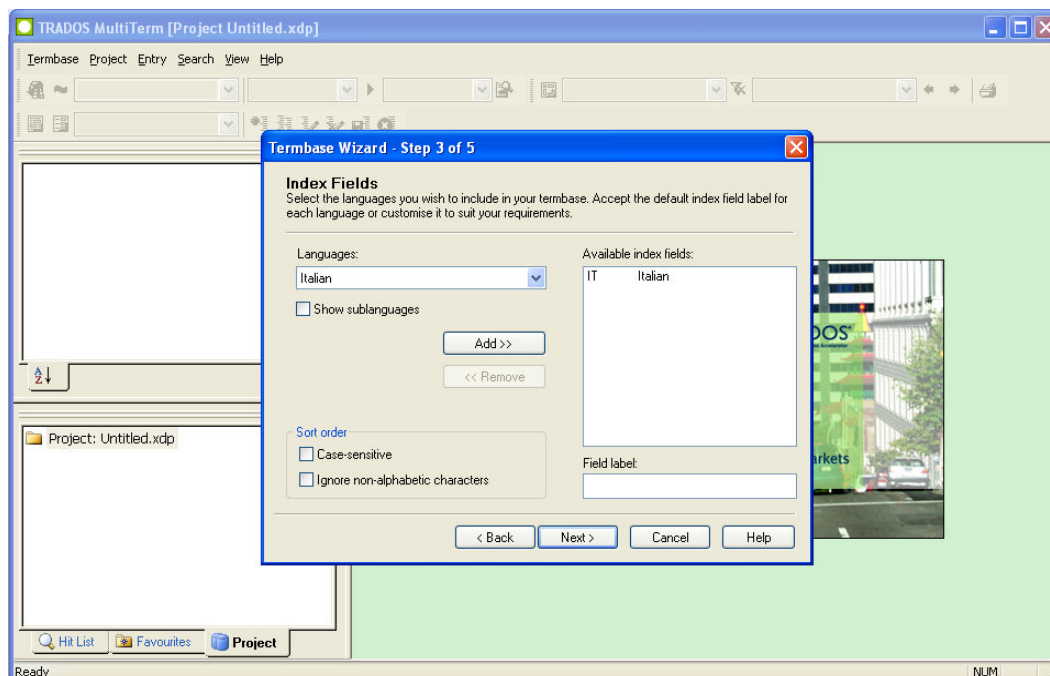 TRADOS MultiTerm [Project Untitled.xdp]
Termbase Project Entry Search View Help
Termbase Wizard - Step 3 of 5
Index Fields
Select the languages you wish to include in your termbase. Accept the default index field label for
each language or customise it to suit your requirements.
Languages:
Italian
Show sublanguages
Add >>
<< Remove
Sort order
Case-sensitive
Ignore non-alphabetic characters
Available index fields:
IT Italian
Field label:
< Back Next > Cancel Help
A
Z
Project: Untitled.xdp
DOS
arkets
Hit List Favourites Project
Ready NUM